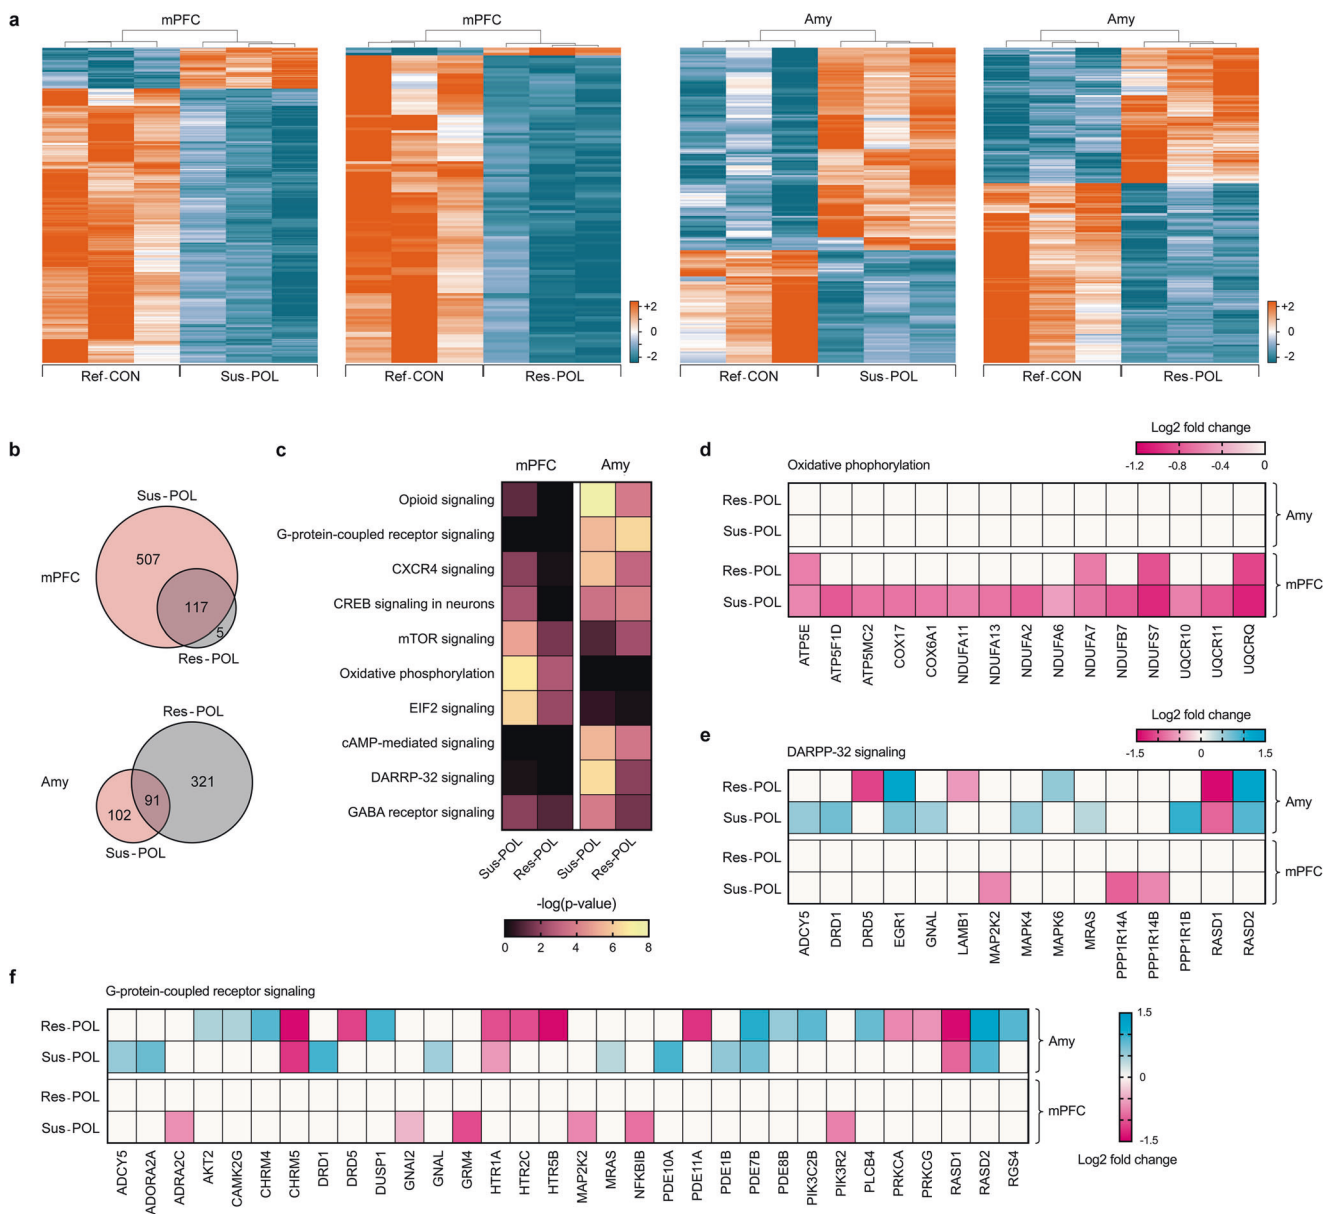 a
mPFC
mPFC
Amy
Amy
+2
0
-2
+2
0
-2
Ref-CON
Sus-POL
Ref-CON
Res-POL
Ref-CON
Sus-POL
Ref-CON
Res-POL
b
Sus-POL
507
mPFC
117
5
Res-POL
Res-POL
Amy
321
91
102
Sus-POL
c
mPFC
Amy
Opioid signaling
G-protein-coupled receptor signaling
CXCR4 signaling
CREB signaling in neurons
mTOR signaling
Oxidative phosphorylation
EIF2 signaling
cAMP-mediated signaling
DARRP-32 signaling
GABA receptor signaling
Sus-POL
Res-POL
Sus-POL
Res-POL
-log(p-value)
0 2 4 6 8
d
Log2 fold change
Oxidative phophorylation
-1.2 -0.8 -0.4 0
Res-POL
Sus-POL
Amy
Res-POL
Sus-POL
mPFC
ATP5E
ATP5F1D
ATP5MC2
COX17
COX6A1
NDUFA11
NDUFA13
NDUFA2
NDUFA6
NDUFA7
NDUFB7
NDUFS7
UQCR10
UQCR11
UQCRQ
e
Log2 fold change
DARPP-32 signaling
-1.5 0 1.5
Res-POL
Sus-POL
Amy
Res-POL
Sus-POL
mPFC
ADCY5
DRD1
DRD5
EGR1
GNAL
LAMB1
MAP2K2
MAPK4
MAPK6
MRAS
PPP1R14A
PPP1R14B
PPP1R1B
RASD1
RASD2
f
G-protein-coupled receptor signaling
Res-POL
Sus-POL
Amy
Res-POL
Sus-POL
mPFC
ADCY5
ADORA2A
ADRA2C
AKT2
CAMK2G
CHRM4
CHRM5
DRD1
DRD5
DUSP1
GNAI2
GNAL
GRM4
HTR1A
HTR2C
HTR5B
MAP2K2
MRAS
NFKBIB
PDE10A
PDE11A
PDE1B
PDE7B
PDE8B
PIK3C2B
PIK3R2
PLCB4
PRKCA
PRKCG
RASD1
RASD2
RGS4
1.5
1
0
-1
-1.5
Log2 fold change